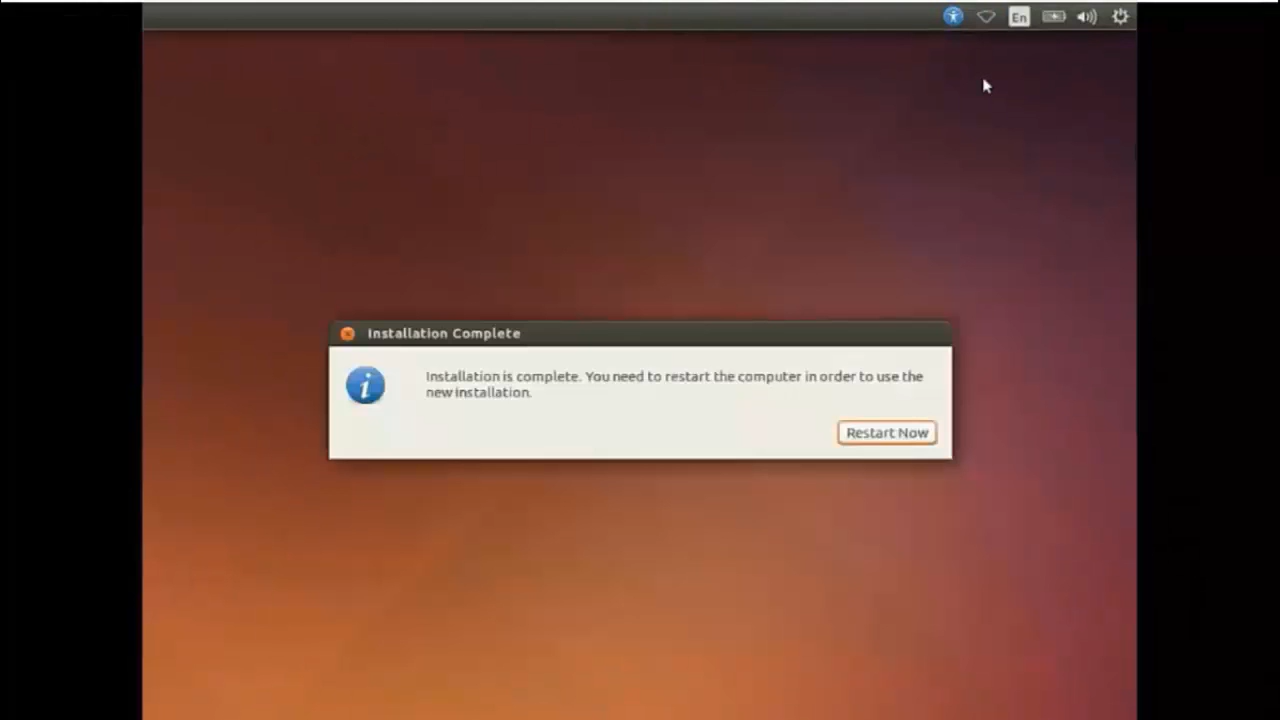 En
Installation Complete
Installation is complete. You need to restart the computer in order to use the
new installation.
Restart Now